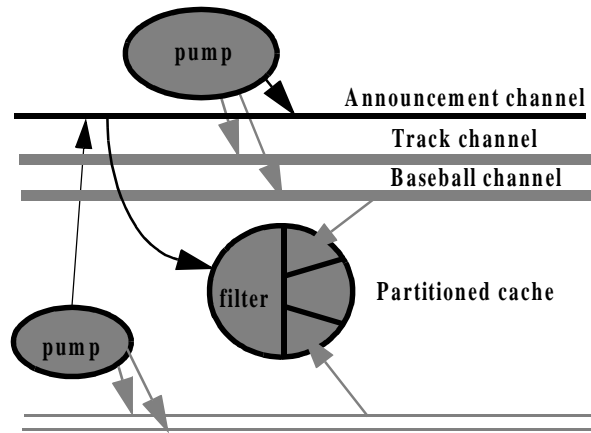 pump
Announcement channel
Track channel
Baseball channel
filter
Partitioned cache
pump